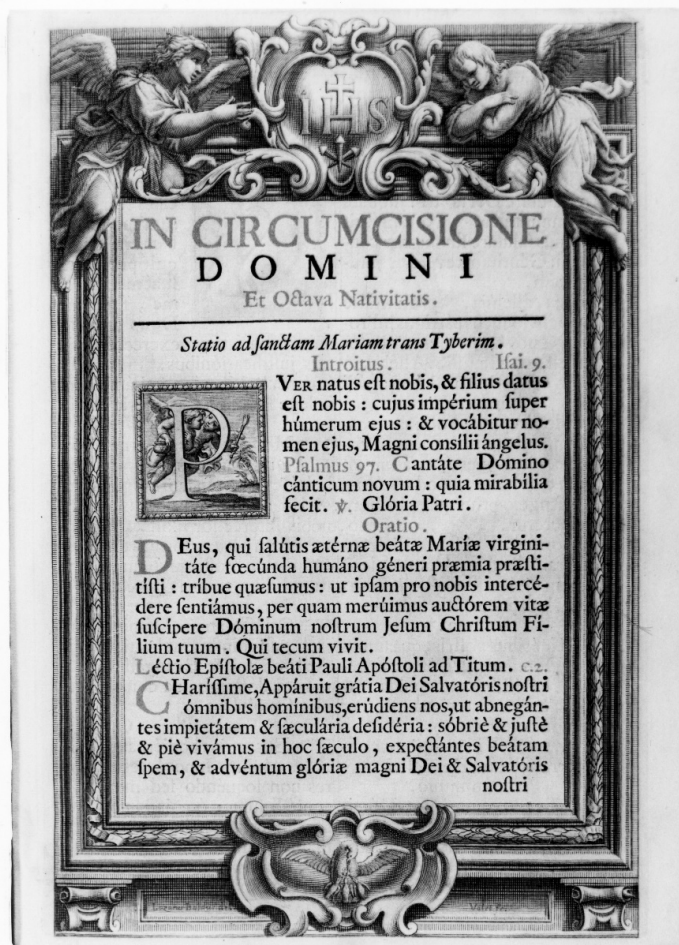 IHS
IN CIRCUMCISIONE
DOMINI
Et Octava Nativitatis.
Statio ad ſanctam Mariam trans Tyberim.
Introitus. Iſai. 9.
PVER natus eſt nobis, & filius datus
eſt nobis : cujus impérium ſuper
húmerum ejus : & vocábitur no-
men ejus, Magni consílii ángelus.
Pſalmus 97. Cantáte Dómino
cánticum novum : quia mirabília
fecit. ℣. Glória Patri.
Oratio.
DEus, qui ſalútis ætérnæ beátæ Maríæ virgini-
táte fœcúnda humáno géneri præmia præſti-
tíſti : tríbue quæſumus : ut ipſam pro nobis intercé-
dere ſentiámus, per quam merúimus auctórem vitæ
ſuſcípere Dóminum noſtrum Jeſum Chriſtum Fí-
lium tuum. Qui tecum vivit.
Léctio Epíſtolæ beáti Pauli Apóſtoli ad Titum. c.2.
CHaríſſime, Appáruit grátia Dei Salvatóris noſtri
ómnibus homínibus, erúdiens nos, ut abnegán-
tes impietátem & ſæculária deſidéria : sóbriè & juſtè
& piè vivámus in hoc ſæculo, expectántes beátam
ſpem, & advéntum glóriæ magni Dei & Salvatóris
noſtri